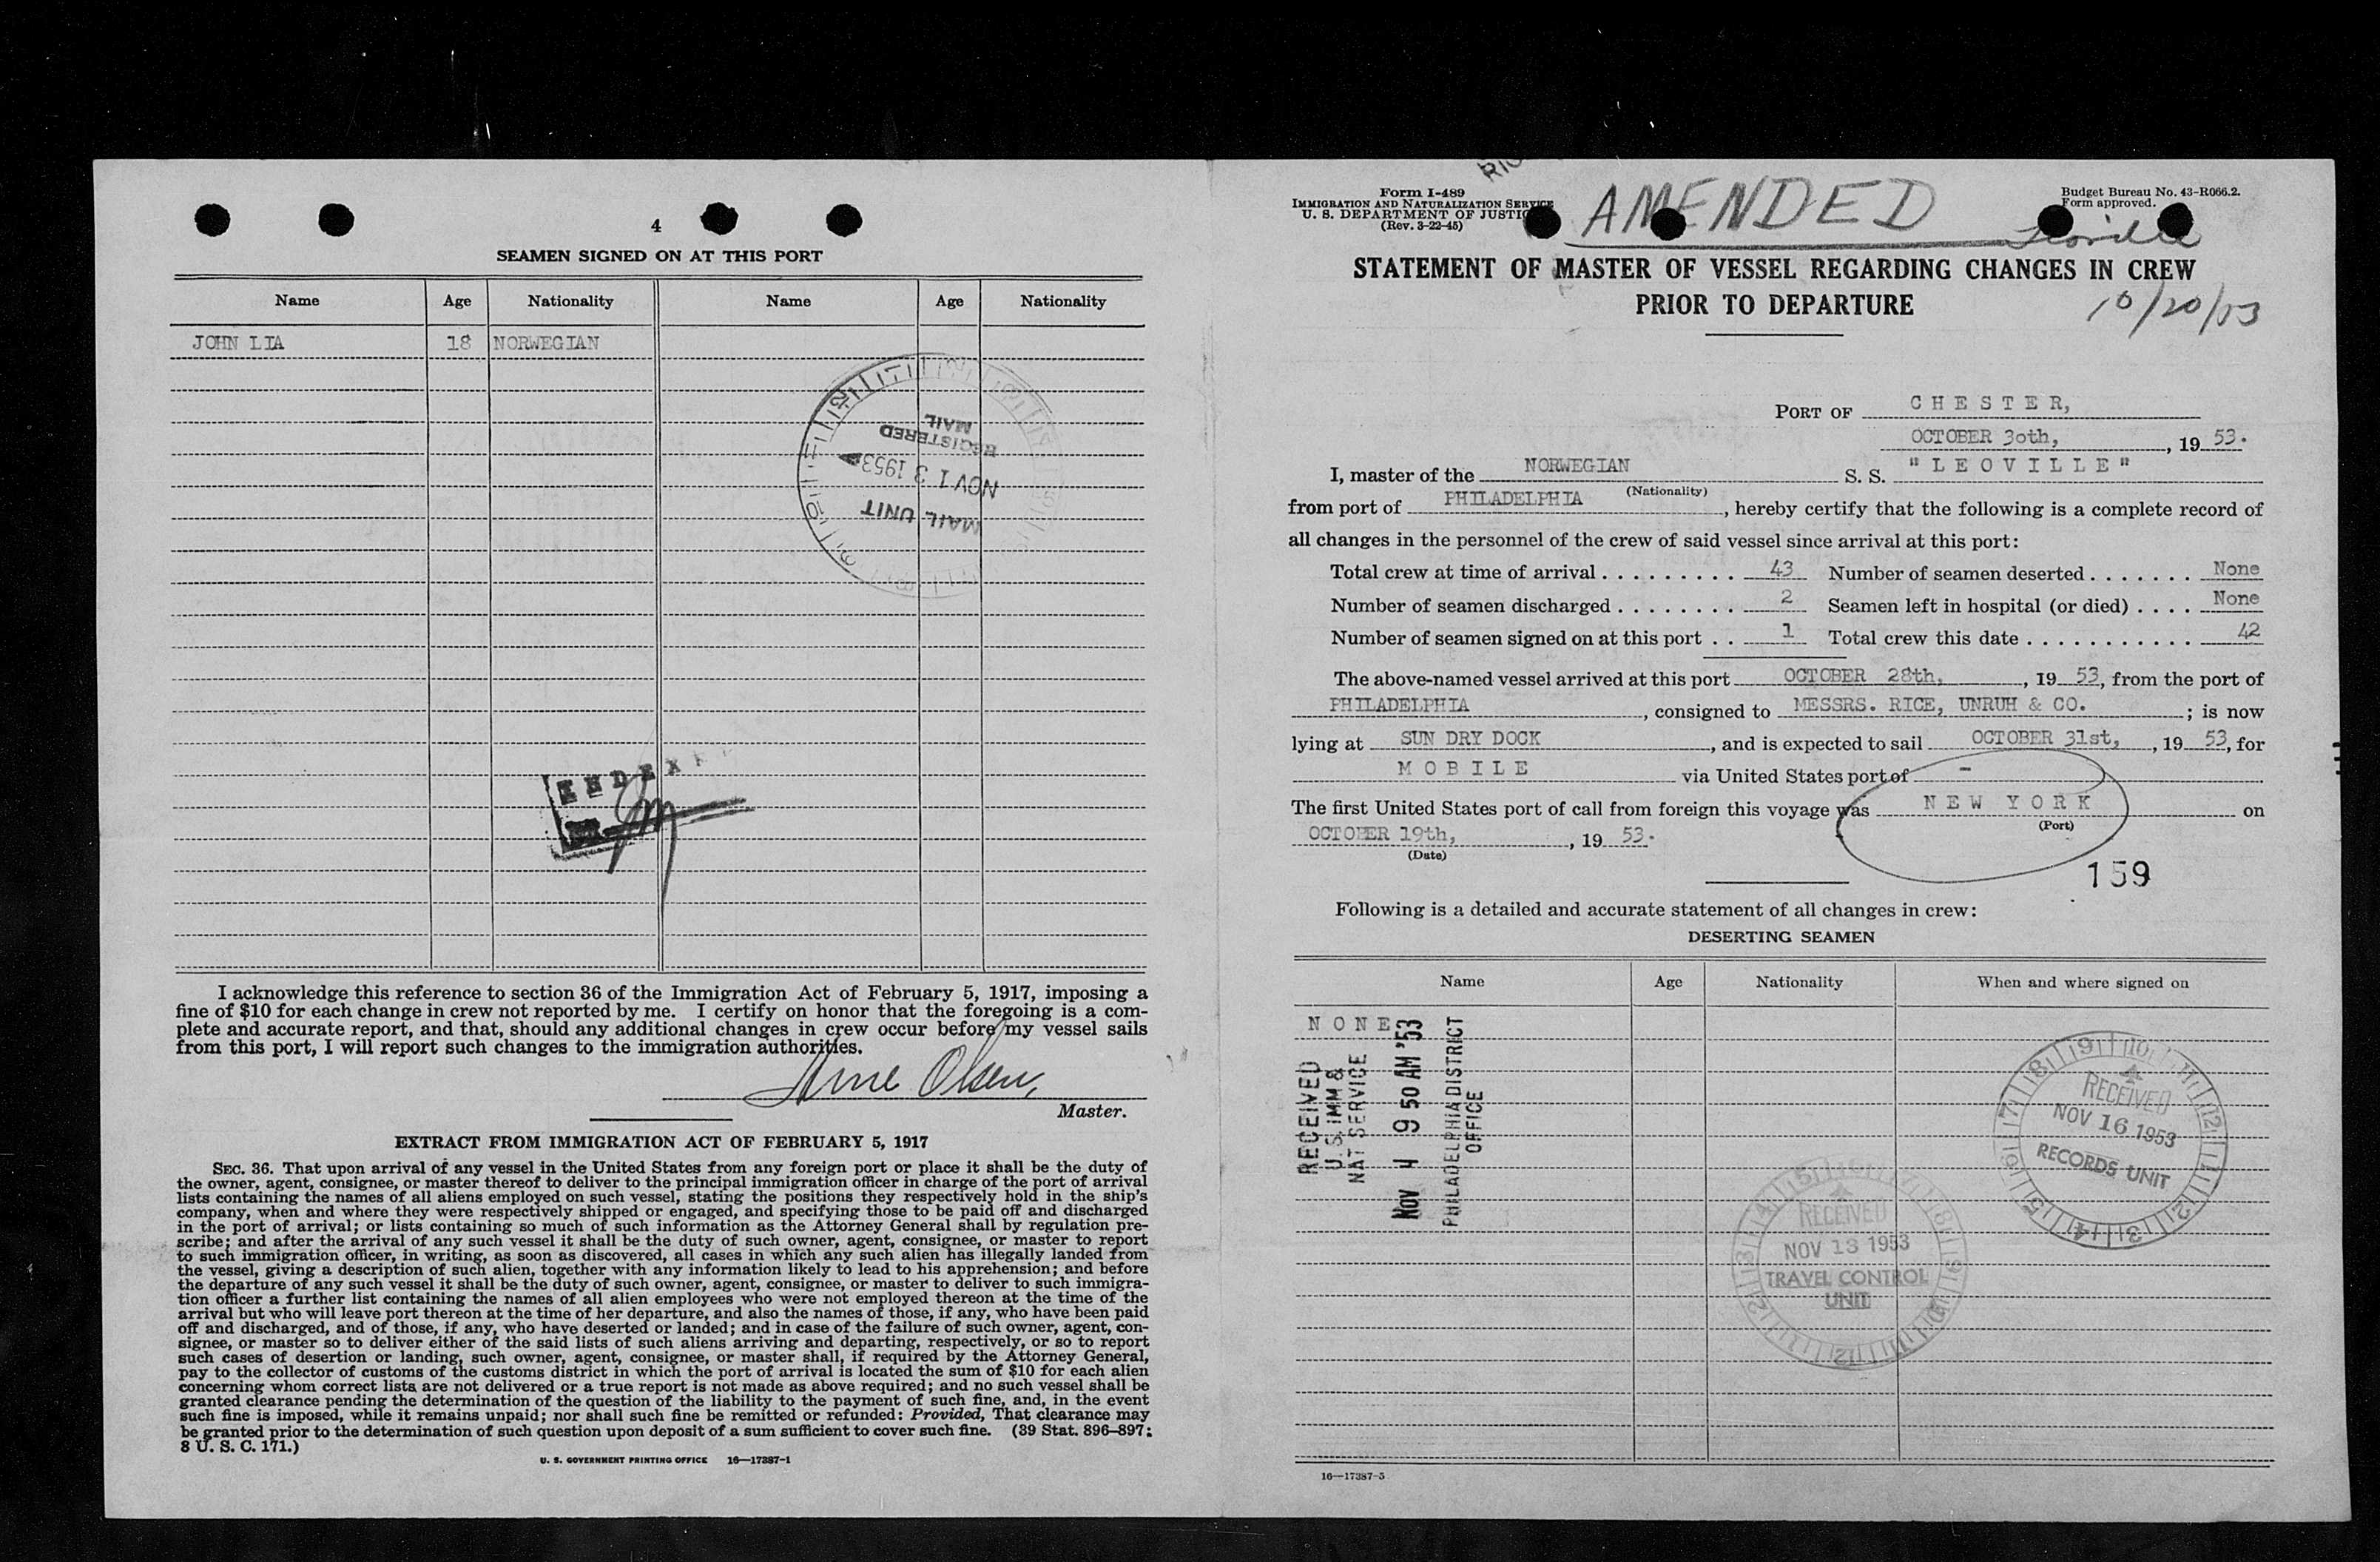 4
SEAMEN SIGNED ON AT THIS PORT
Name Age Nationality Name Age Nationality
JOHN LIA 18 NORWEGIAN
REGISTERED
MAIL
NOV 13 1953
MAIL UNIT
I acknowledge this reference to section 36 of the Immigration Act of February 5, 1917, imposing a
fine of $10 for each change in crew not reported by me. I certify on honor that the foregoing is a com-
plete and accurate report, and that, should any additional changes in crew occur before my vessel sails
from this port, I will report such changes to the immigration authorities.
Arne Olsen,
Master.
EXTRACT FROM IMMIGRATION ACT OF FEBRUARY 5, 1917
SEC. 36. That upon arrival of any vessel in the United States from any foreign port or place it shall be the duty of
the owner, agent, consignee, or master thereof to deliver to the principal immigration officer in charge of the port of arrival
lists containing the names of all aliens employed on such vessel, stating the positions they respectively hold in the ship's
company, when and where they were respectively shipped or engaged, and specifying those to be paid off and discharged
in the port of arrival; or lists containing so much of such information as the Attorney General shall by regulation pre-
scribe; and after the arrival of any such vessel it shall be the duty of such owner, agent, consignee, or master to report
to such immigration officer, in writing, as soon as discovered, all cases in which any such alien has illegally landed from
the vessel, giving a description of such alien, together with any information likely to lead to his apprehension; and before
the departure of any such vessel it shall be the duty of such owner, agent, consignee, or master to deliver to such immigra-
tion officer a further list containing the names of all alien employees who were not employed thereon at the time of the
arrival but who will leave port thereon at the time of her departure, and also the names of those, if any, who have been paid
off and discharged, and of those, if any, who have deserted or landed; and in case of the failure of such owner, agent, con-
signee, or master so to deliver either of the said lists of such aliens arriving and departing, respectively, or so to report
such cases of desertion or landing, such owner, agent, consignee, or master shall, if required by the Attorney General,
pay to the collector of customs of the customs district in which the port of arrival is located the sum of $10 for each alien
concerning whom correct lists are not delivered or a true report is not made as above required; and no such vessel shall be
granted clearance pending the determination of the question of the liability to the payment of such fine, and, in the event
such fine is imposed, while it remains unpaid; nor shall such fine be remitted or refunded: Provided, That clearance may
be granted prior to the determination of such question upon deposit of a sum sufficient to cover such fine. (39 Stat. 896–897;
8 U. S. C. 171.)
U. S. GOVERNMENT PRINTING OFFICE 16—17387-1
Form I-489
IMMIGRATION AND NATURALIZATION SERVICE
U. S. DEPARTMENT OF JUSTICE
(Rev. 3-22-45)
AMENDED
Budget Bureau No. 43-R066.2.
Form approved.
Leoville
STATEMENT OF MASTER OF VESSEL REGARDING CHANGES IN CREW
PRIOR TO DEPARTURE
10/20/53
PORT OF CHESTER,
OCTOBER 30th, , 19 53.
I, master of the NORWEGIAN S. S. "LEOVILLE"
(Nationality)
from port of PHILADELPHIA , hereby certify that the following is a complete record of
all changes in the personnel of the crew of said vessel since arrival at this port:
Total crew at time of arrival . . . . . . . . . 43 Number of seamen deserted . . . . . . . None
Number of seamen discharged . . . . . . . . 2 Seamen left in hospital (or died) . . . . None
Number of seamen signed on at this port . . 1 Total crew this date . . . . . . . . . . . 42
The above-named vessel arrived at this port OCTOBER 28th, , 19 53, from the port of
PHILADELPHIA , consigned to MESSRS. RICE, UNRUH & CO. ; is now
lying at SUN DRY DOCK , and is expected to sail OCTOBER 31st, , 19 53, for
MOBILE via United States port of -
The first United States port of call from foreign this voyage was NEW YORK on
(Port)
OCTOBER 19th, , 19 53.
(Date)
159
Following is a detailed and accurate statement of all changes in crew:
DESERTING SEAMEN
Name Age Nationality When and where signed on
NONE
RECEIVED
U.S. IMM &
NAT SERVICE
NOV 4 9 50 AM '53
PHILADELPHIA DISTRICT
OFFICE
RECEIVED
NOV 16 1953
RECORDS UNIT
RECEIVED
NOV 13 1953
TRAVEL CONTROL
UNIT
16—17387-5